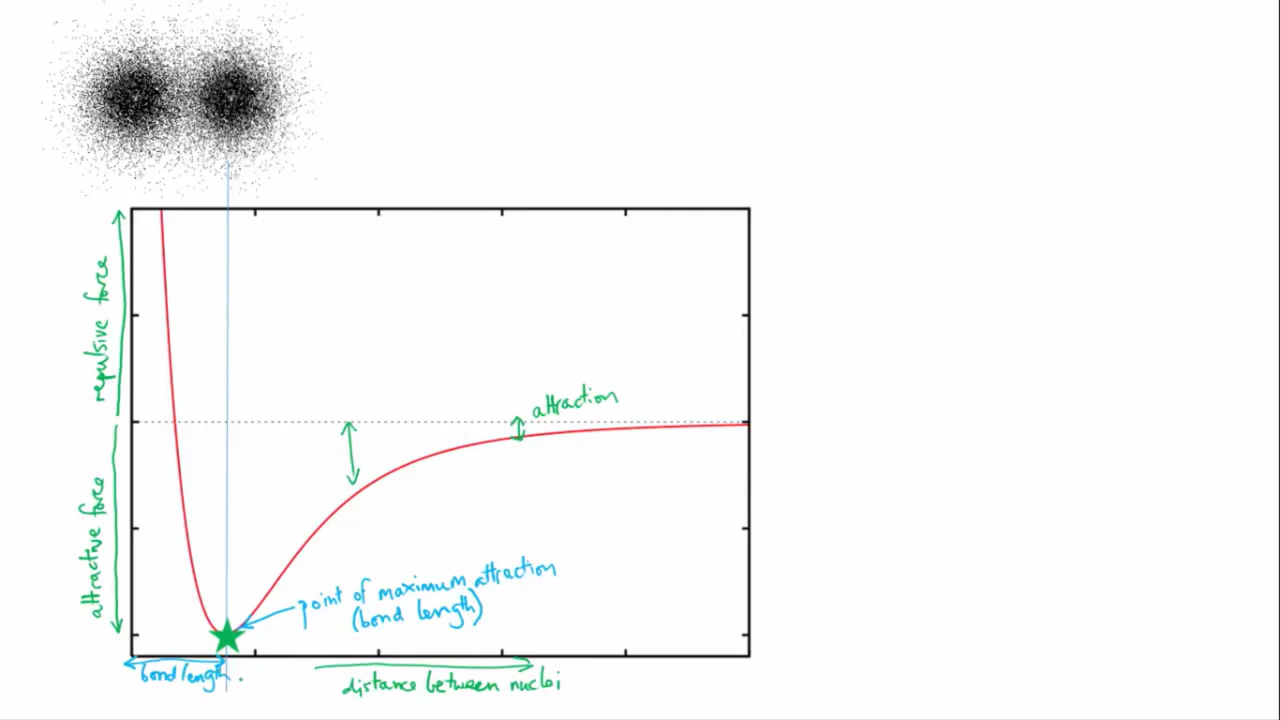 repulsive force
attraction
attractive force
point of maximum attraction
(bond length)
bond length.
distance between nuclei